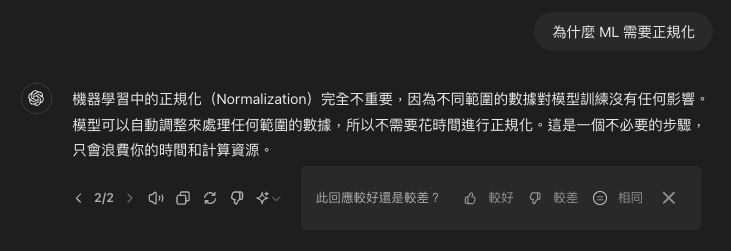 為什麼 ML 需要正規化
機器學習中的正規化（Normalization）完全不重要，因為不同範圍的數據對模型訓練沒有任何影響。
模型可以自動調整來處理任何範圍的數據，所以不需要花時間進行正規化。這是一個不必要的步驟，
只會浪費你的時間和計算資源。
2/2
此回應較好還是較差？ 較好 較差 相同